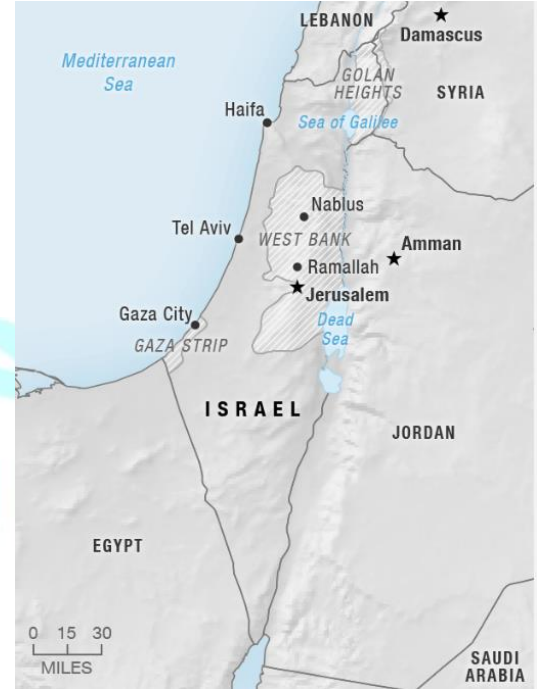 LEBANON
Damascus
Mediterranean
Sea
GOLAN
HEIGHTS
SYRIA
Haifa
Sea of Galilee
Nablus
Tel Aviv
WEST BANK
Amman
Ramallah
Jerusalem
Gaza City
Dead
Sea
GAZA STRIP
ISRAEL
JORDAN
EGYPT
0 15 30
MILES
SAUDI
ARABIA